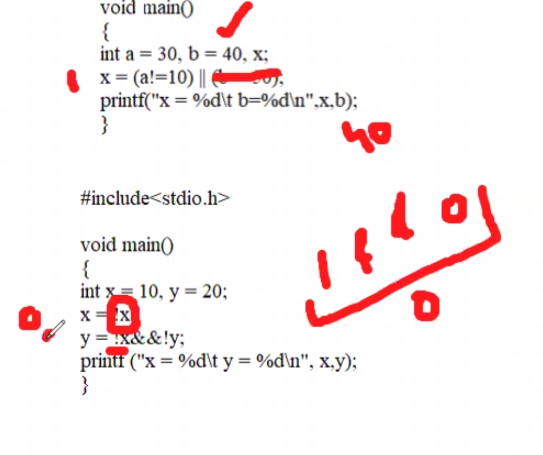 void main()
{
int a = 30, b = 40, x;
1 x = (a!=10) || (
printf("x = %d\t b=%d\n",x,b);
}
40
#include<stdio.h>
void main()
{
int x = 10, y = 20;
0 x = !x
y = !x&&!y;
printf ("x = %d\t y = %d\n", x,y);
}
0
0